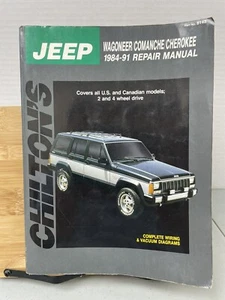 JEEP
WAGONEER COMANCHE CHEROKEE
1984-91 REPAIR MANUAL
Covers all U.S. and Canadian models;
2 and 4 wheel drive
CHILTON'S
COMPLETE WIRING
& VACUUM DIAGRAMS